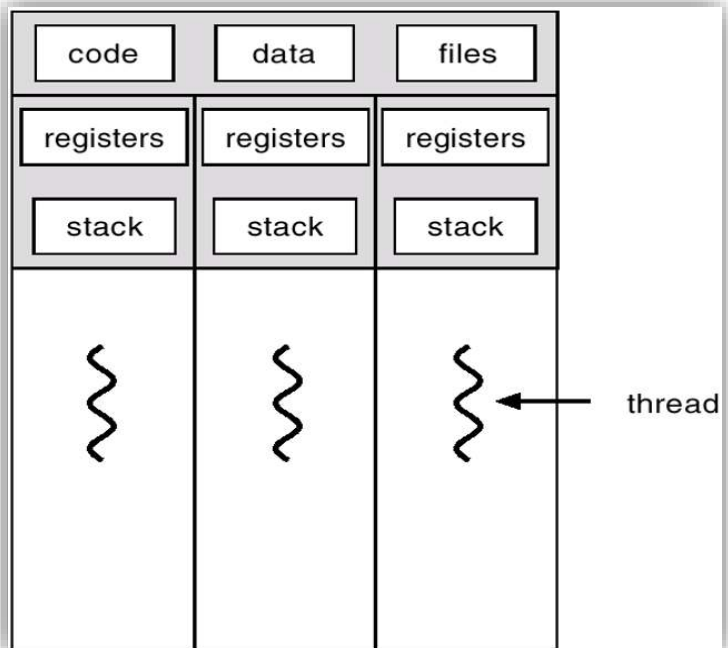 code data files
registers registers registers
stack stack stack
thread